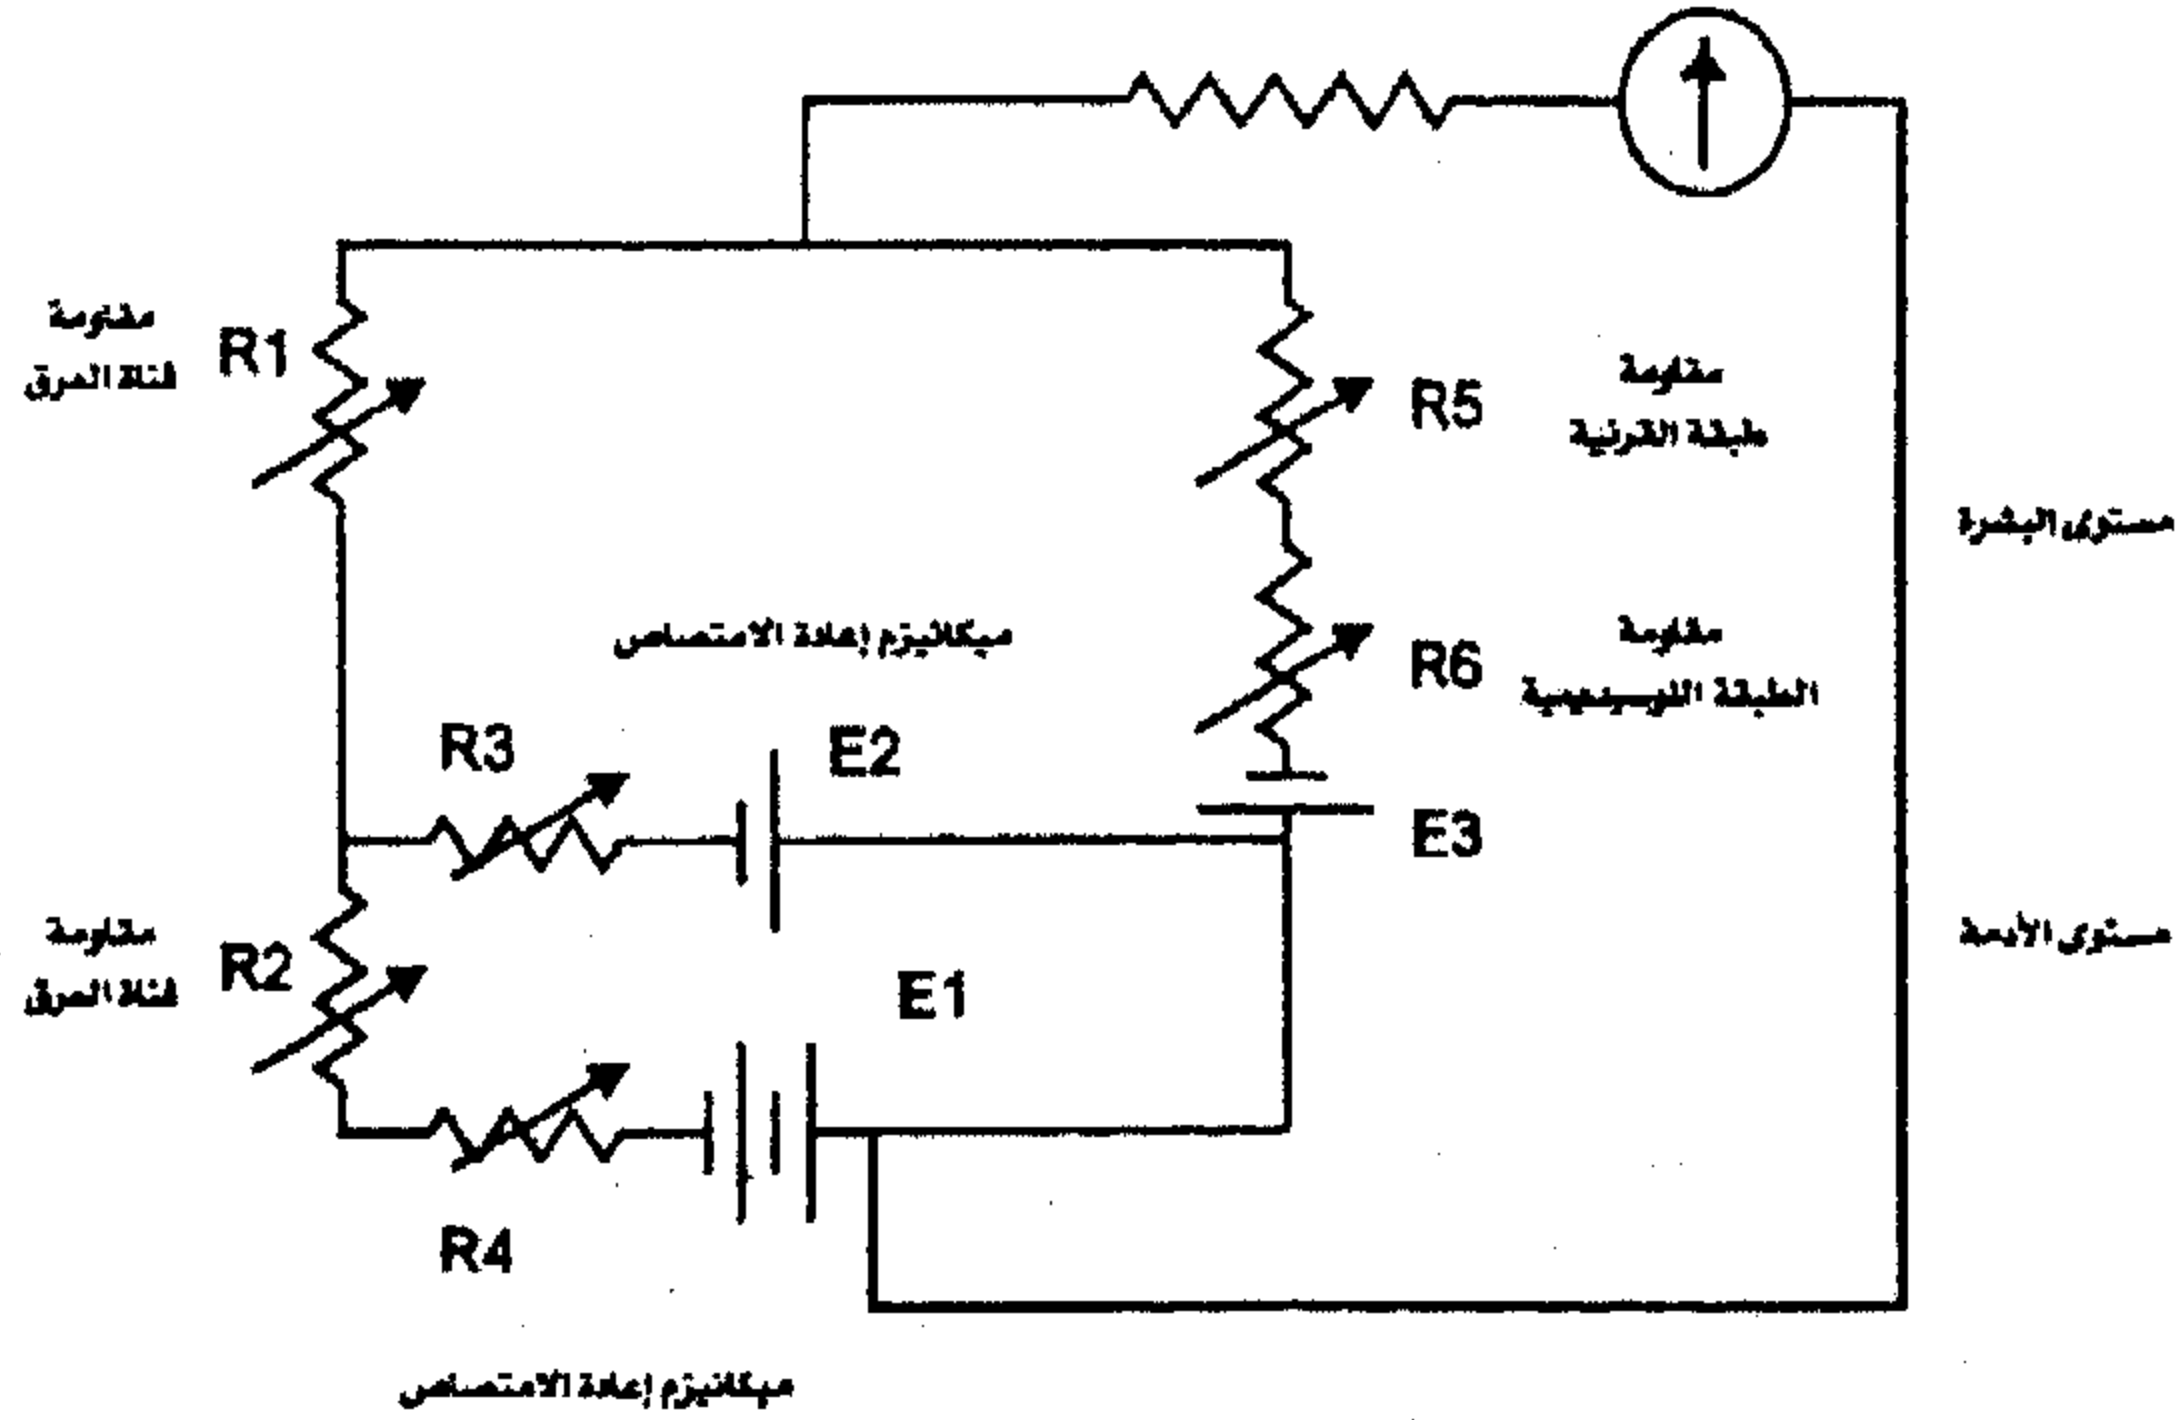 مقاومة
قناة العرق
R1
R5
مقاومة
طبقة القرنية
مستوى البشرة
ميكانيزم إعادة الامتصاص
R6
مقاومة
الطبقة
R3
E2
E3
مقاومة
قناة العرق
R2
E1
مستوى الأدمة
R4
ميكانيزم إعادة الامتصاص